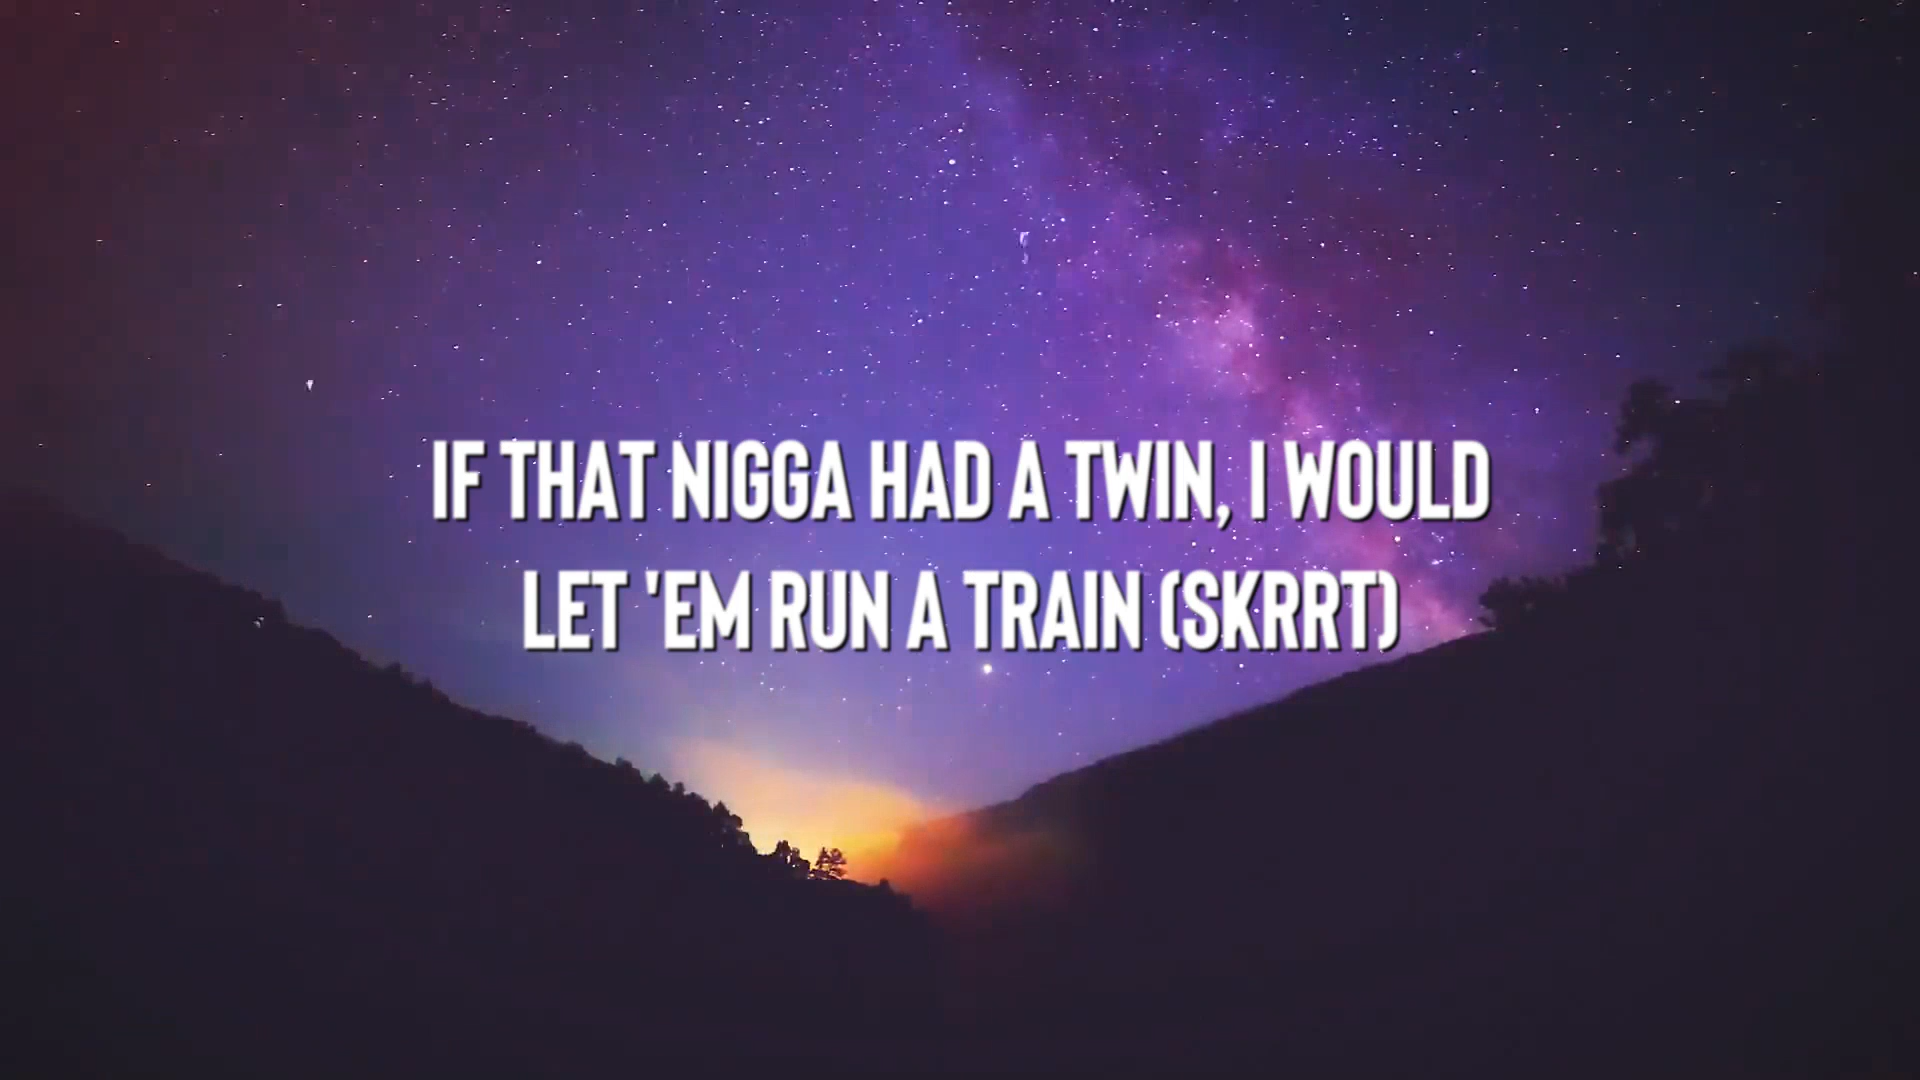 IF THAT NIGGA HAD A TWIN, I WOULD
LET 'EM RUN A TRAIN (SKRRT)